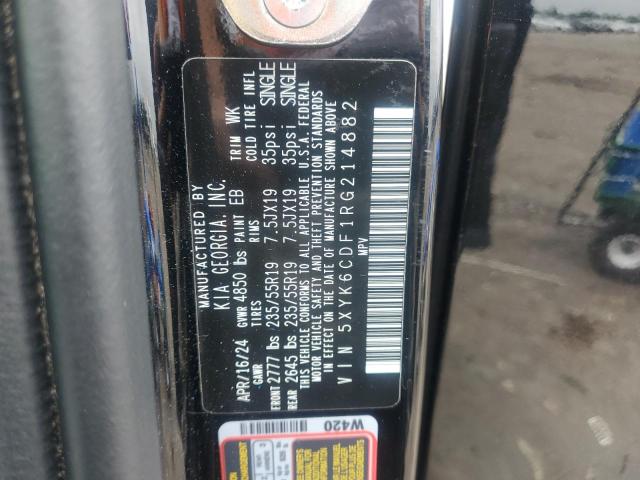 MANUFACTURED BY
KIA GEORGIA, INC.
APR/16/24 GVWR 4850 lbs PAINT EB TRIM WK
GAWR TIRES RIMS COLD TIRE INFL
FRONT 2777 lbs 235/55R19 7.5JX19 35psi SINGLE
REAR 2645 lbs 235/55R19 7.5JX19 35psi SINGLE
THIS VEHICLE CONFORMS TO ALL APPLICABLE U.S.A. FEDERAL
MOTOR VEHICLE SAFETY AND THEFT PREVENTION STANDARDS
IN EFFECT ON THE DATE OF MANUFACTURE SHOWN ABOVE
VIN 5XYK6CDF1RG214882
MPV
W420